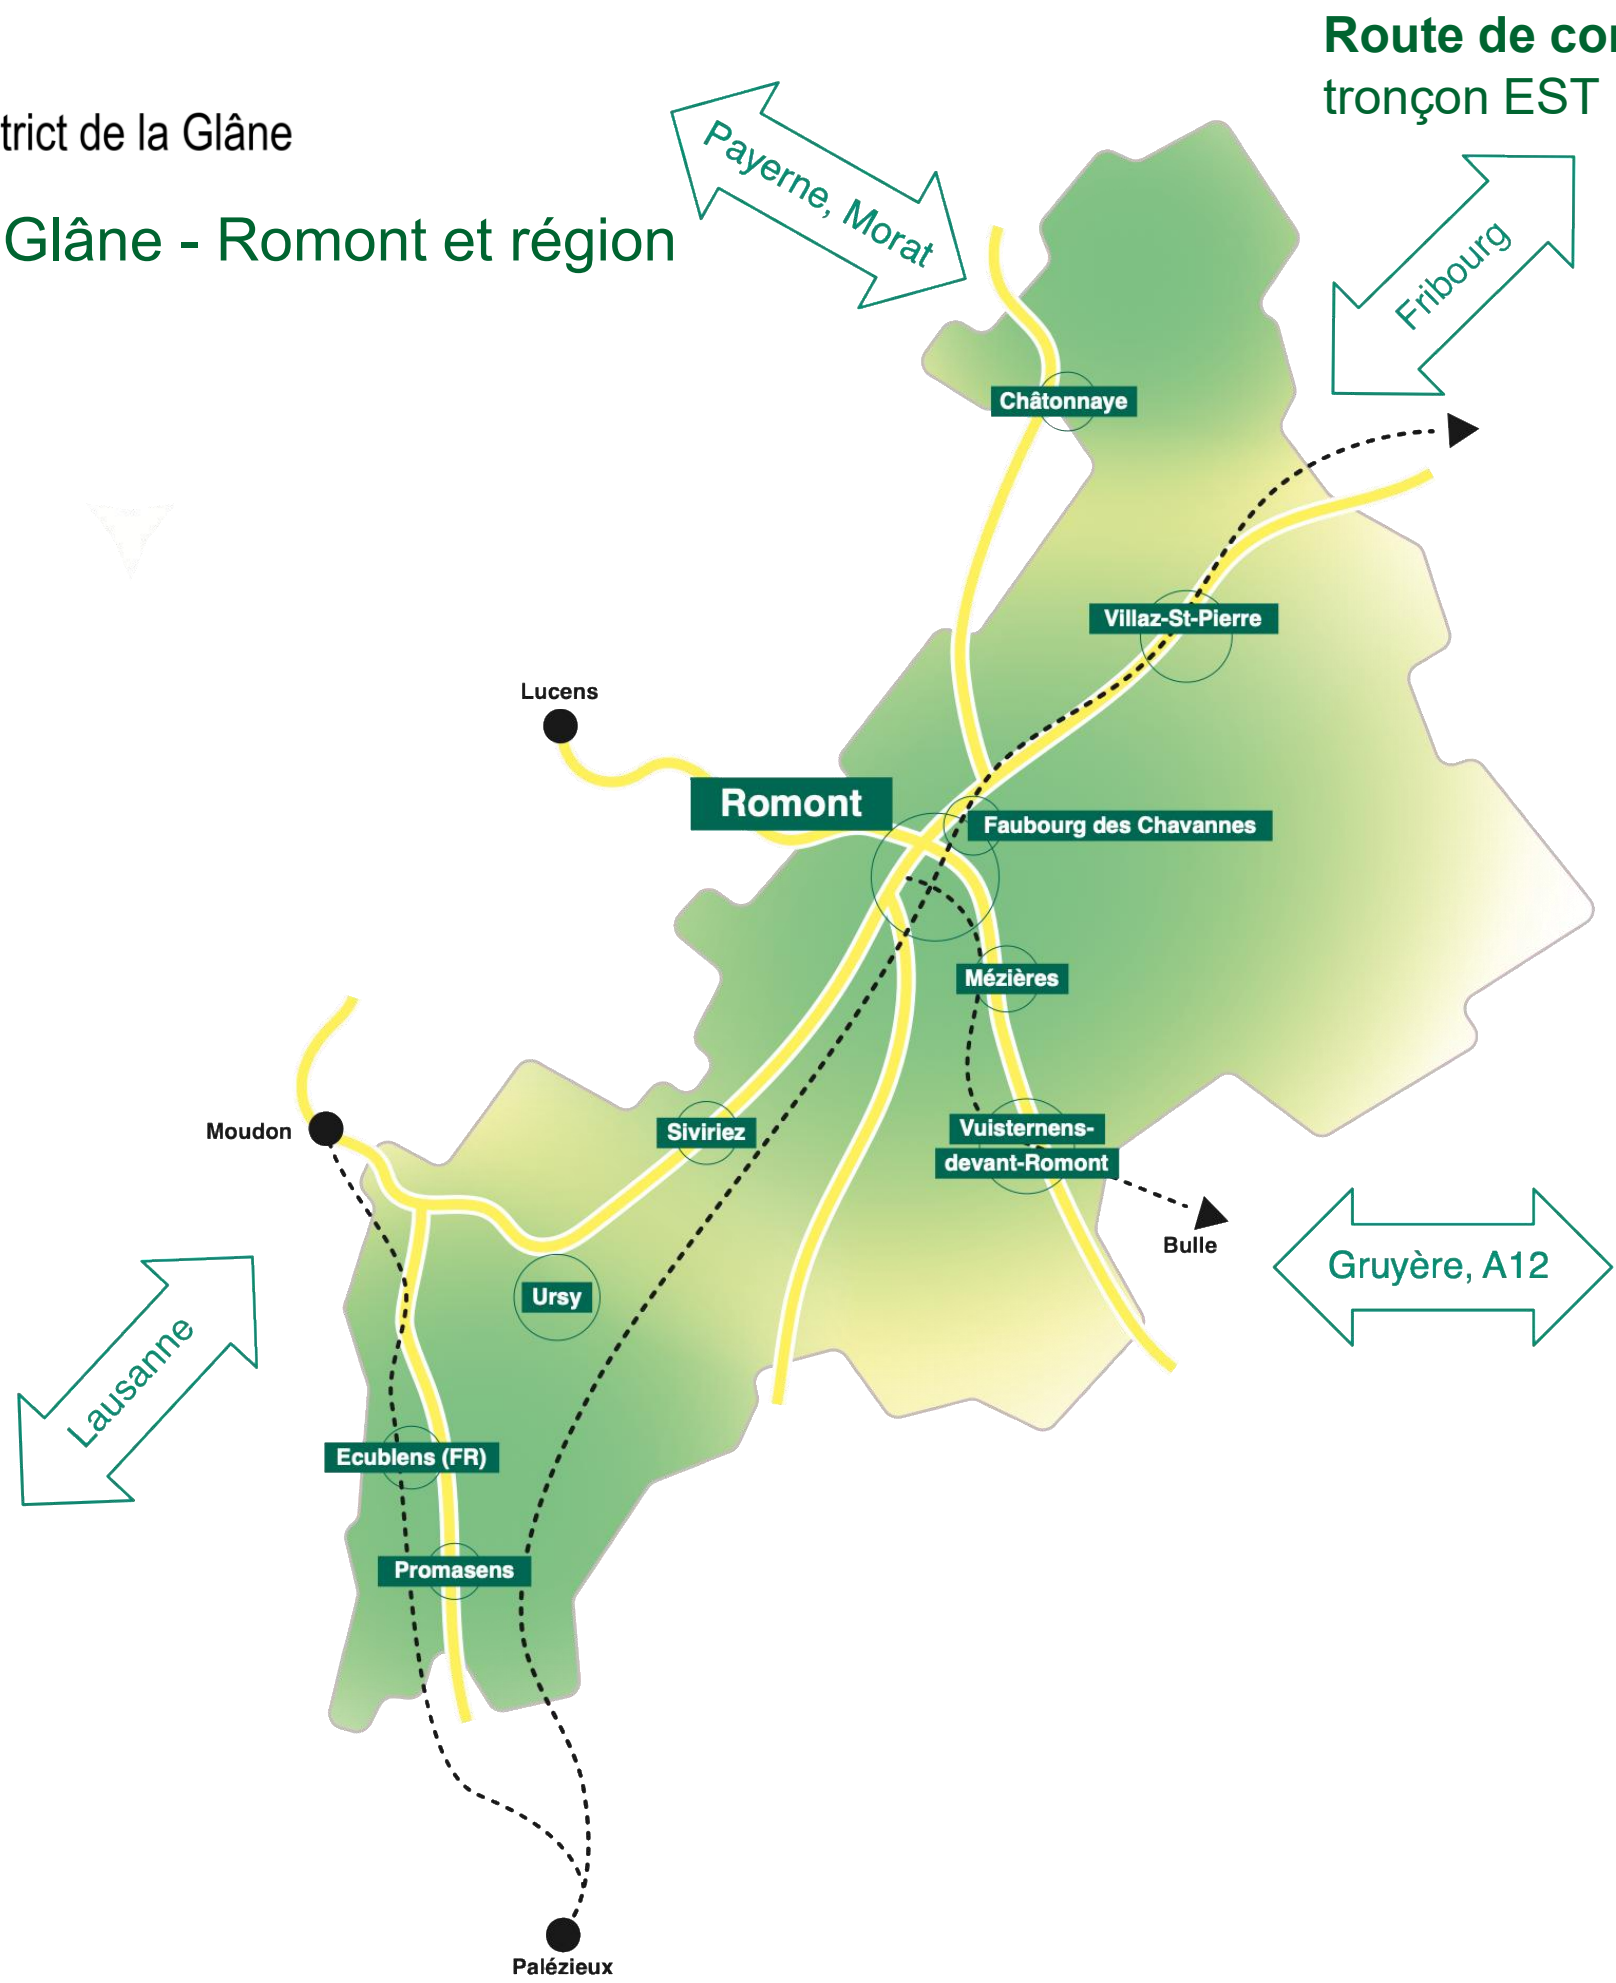 Route de
tronçon EST
trict de la Glâne
Glâne - Romont et région
Payerne, Morat
Fribourg
Châtonnaye
Villaz-St-Pierre
Lucens
Romont
Faubourg des Chavannes
Mézières
Moudon
Siviriez
Vuisternens-
devant-Romont
Bulle
Gruyère, A12
Ursy
Lausanne
Ecublens (FR)
Promasens
Palézieux